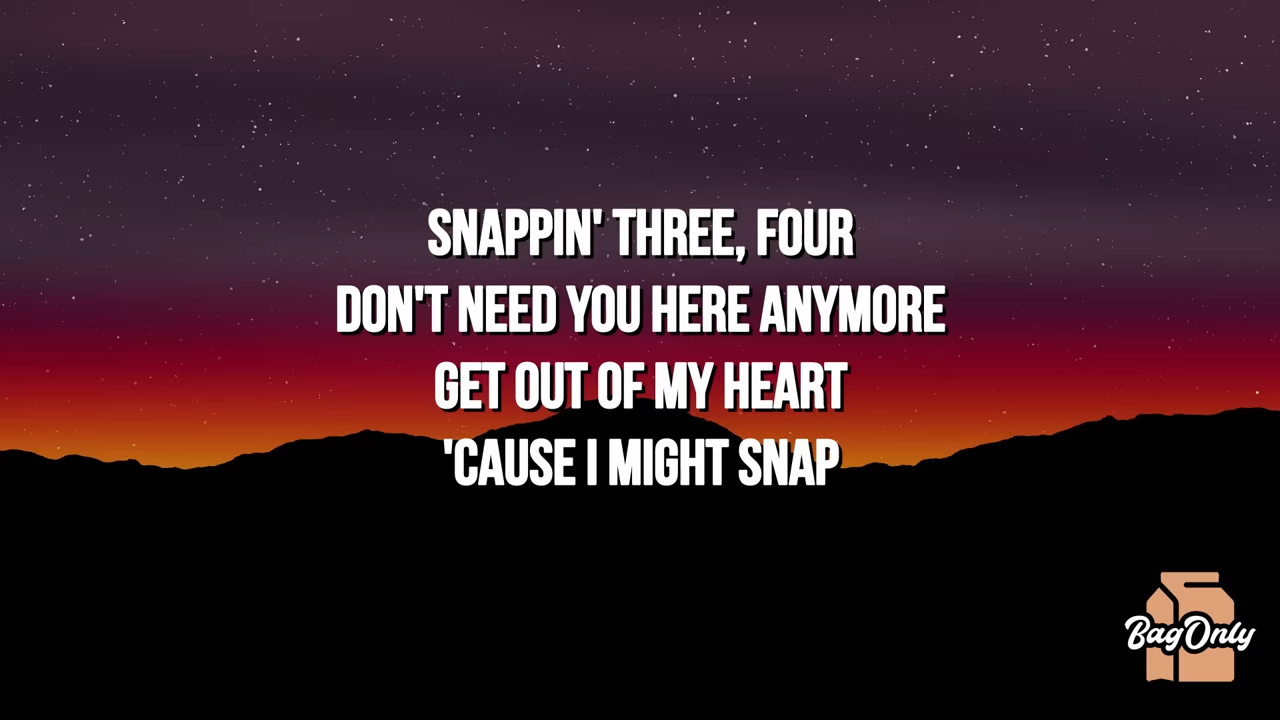 SNAPPIN' THREE, FOUR
DON'T NEED YOU HERE ANYMORE
GET OUT OF MY HEART
'CAUSE I MIGHT SNAP
BagOnly